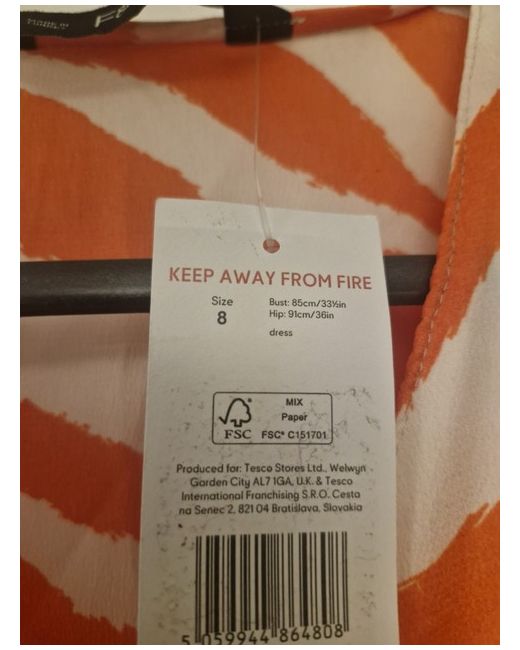 MADE IN
KEEP AWAY FROM FIRE
Size
8
Bust: 85cm/33½in
Hip: 91cm/36in
dress
FSC
MIX
Paper
FSC® C151701
Produced for: Tesco Stores Ltd., Welwyn
Garden City AL7 1GA, U.K & Tesco
International Franchising S.R.O. Cesta
na Senec 2, 821 04 Bratislava, Slovakia
5 059944 864808